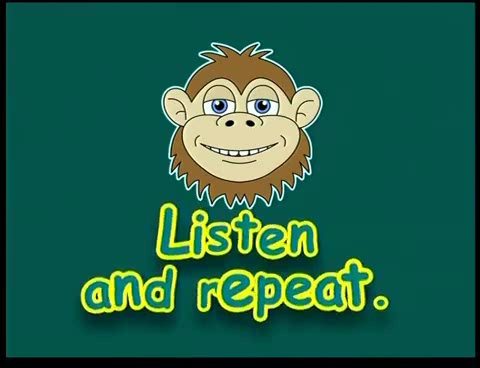 Listen
and repeat.